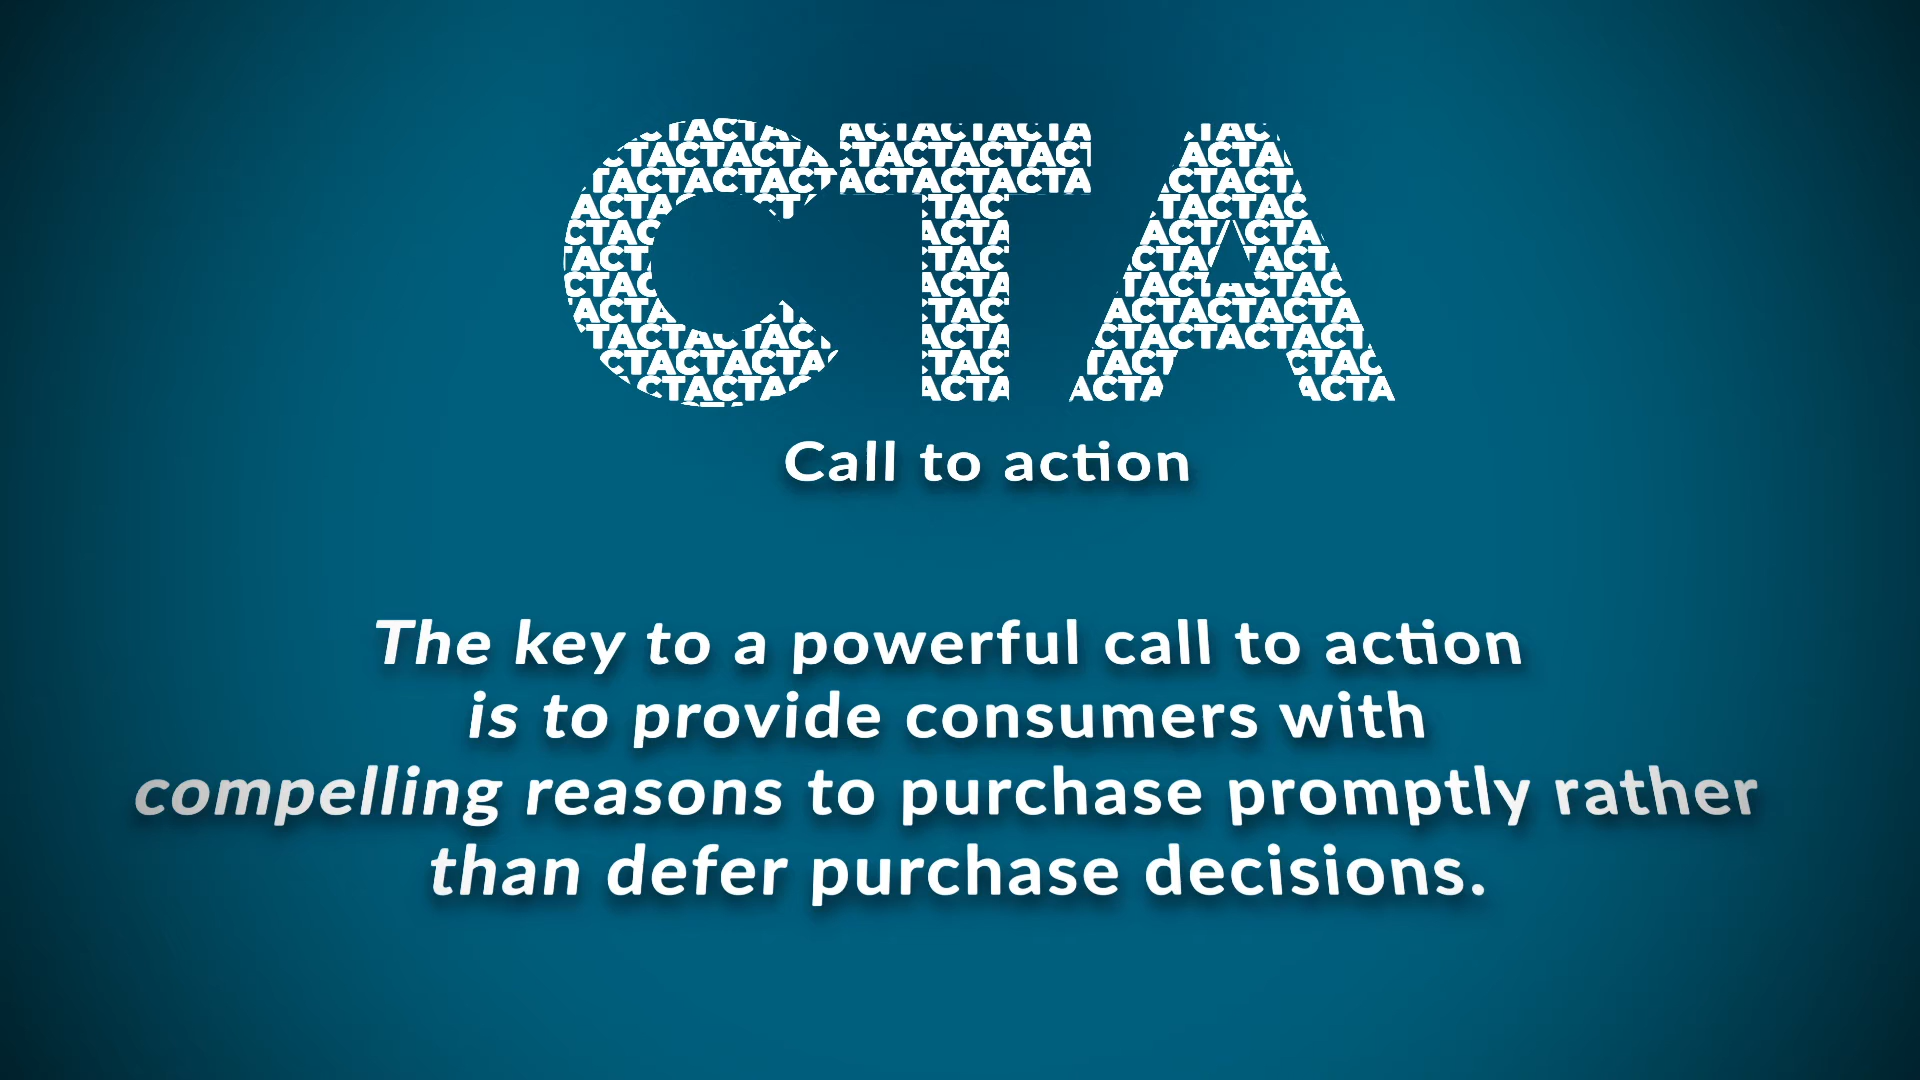 CTA
Call to action
The key to a powerful call to action
is to provide consumers with
compelling reasons to purchase promptly rather
than defer purchase decisions.